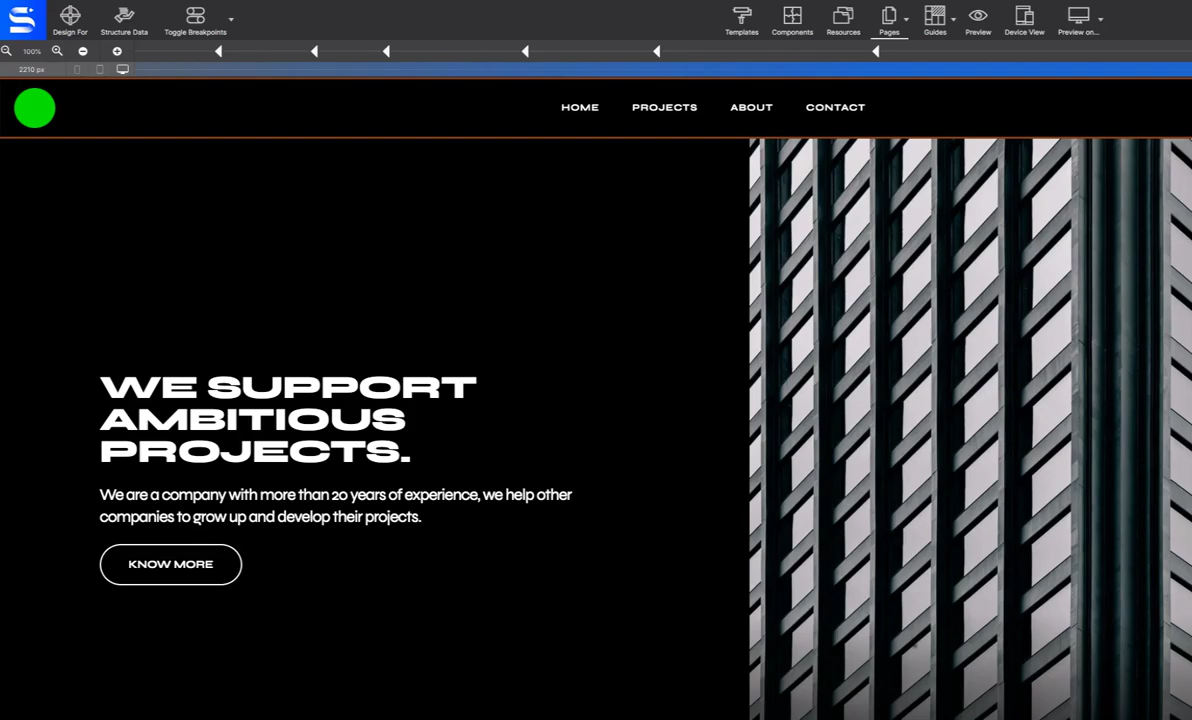 Design For
Structure Data
Toggle Breakpoints
Templates
Components
Resources
Pages
Guides
Preview
Device View
Preview on...
100%
2210 px
HOME PROJECTS ABOUT CONTACT
WE SUPPORT
AMBITIOUS
PROJECTS.
We are a company with more than 20 years of experience, we help other
companies to grow up and develop their projects.
KNOW MORE